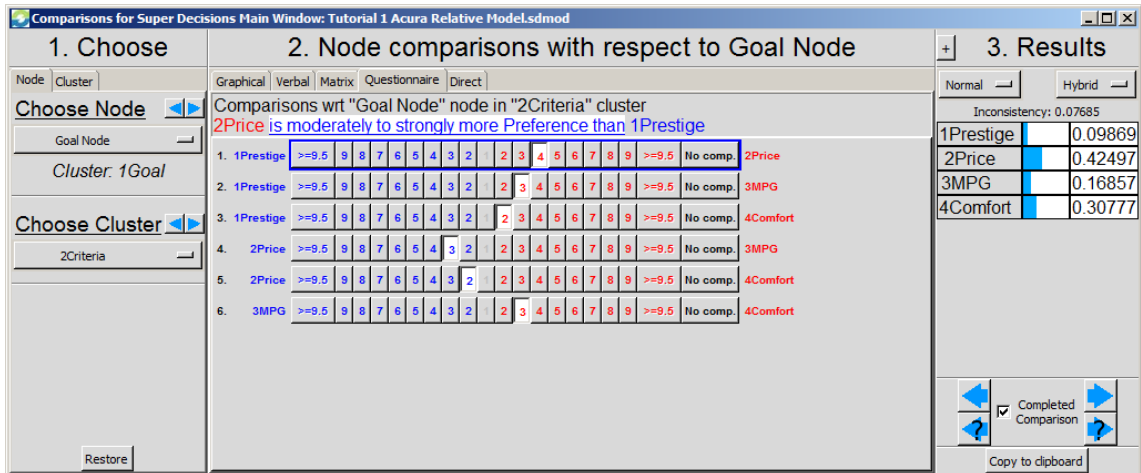 Comparisons for Super Decisions Main Window: Tutorial 1 Acura Relative Model.sdmod
1. Choose
2. Node comparisons with respect to Goal Node
+ 3. Results
Node Cluster
Graphical Verbal Matrix Questionnaire Direct
Normal Hybrid
Choose Node
Goal Node
Cluster: 1Goal
Choose Cluster
2Criteria
Restore
Comparisons wrt "Goal Node" node in "2Criteria" cluster
2Price is moderately to strongly more Preference than 1Prestige
1. 1Prestige >=9.5 9 8 7 6 5 4 3 2 1 2 3 4 5 6 7 8 9 >=9.5 No comp. 2Price
2. 1Prestige >=9.5 9 8 7 6 5 4 3 2 1 2 3 4 5 6 7 8 9 >=9.5 No comp. 3MPG
3. 1Prestige >=9.5 9 8 7 6 5 4 3 2 1 2 3 4 5 6 7 8 9 >=9.5 No comp. 4Comfort
4. 2Price >=9.5 9 8 7 6 5 4 3 2 1 2 3 4 5 6 7 8 9 >=9.5 No comp. 3MPG
5. 2Price >=9.5 9 8 7 6 5 4 3 2 1 2 3 4 5 6 7 8 9 >=9.5 No comp. 4Comfort
6. 3MPG >=9.5 9 8 7 6 5 4 3 2 1 2 3 4 5 6 7 8 9 >=9.5 No comp. 4Comfort
Inconsistency: 0.07685
1Prestige 0.09869
2Price 0.42497
3MPG 0.16857
4Comfort 0.30777
Completed
Comparison
? ?
Copy to clipboard